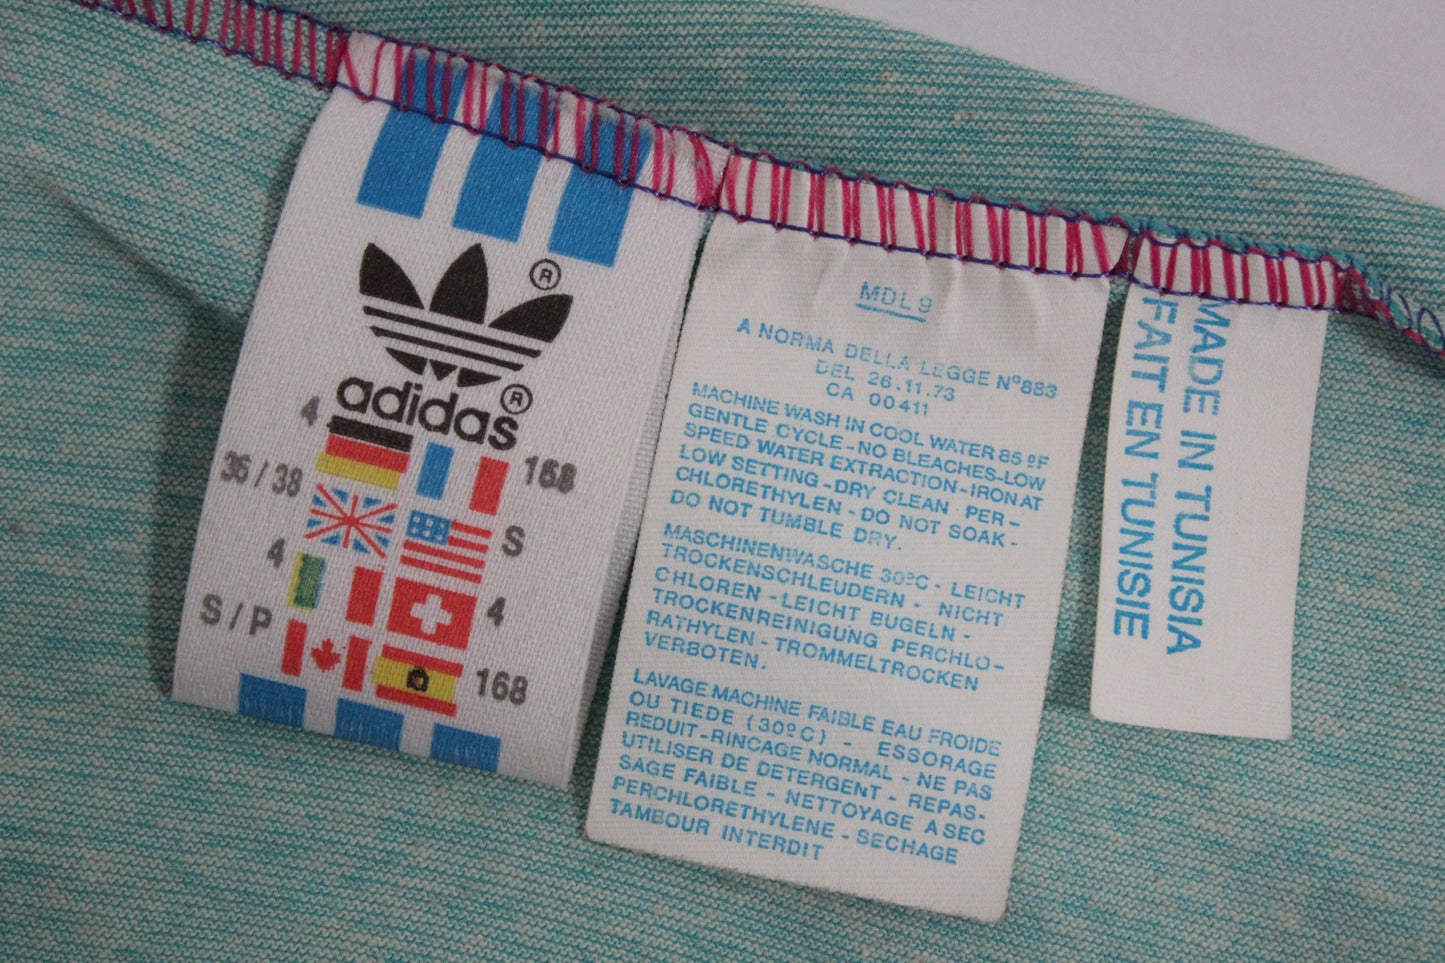 ®
adidas®
4
168
36 / 38
S
4
4
S / P
168
MDL 9
A NORMA DELLA LEGGE Nº883
DEL 26.11.73
CA 00411
MACHINE WASH IN COOL WATER 85ºF
GENTLE CYCLE-NO BLEACHES-LOW
SPEED WATER EXTRACTION-IRON AT
LOW SETTING-DRY CLEAN PER-
CHLORETHYLEN-DO NOT SOAK-
DO NOT TUMBLE DRY.
MASCHINENWASCHE 30ºC - LEICHT
TROCKENSCHLEUDERN - NICHT
CHLOREN - LEICHT BUGELN -
TROCKENREINIGUNG PERCHLO-
RATHYLEN - TROMMELTROCKEN
VERBOTEN.
LAVAGE MACHINE FAIBLE EAU FROIDE
OU TIEDE (30ºC) - ESSORAGE
REDUIT-RINCAGE NORMAL - NE PAS
UTILISER DE DETERGENT - REPAS-
SAGE FAIBLE - NETTOYAGE A SEC
PERCHLORETHYLENE - SECHAGE
TAMBOUR INTERDIT
MADE IN TUNISIA
FAIT EN TUNISIE